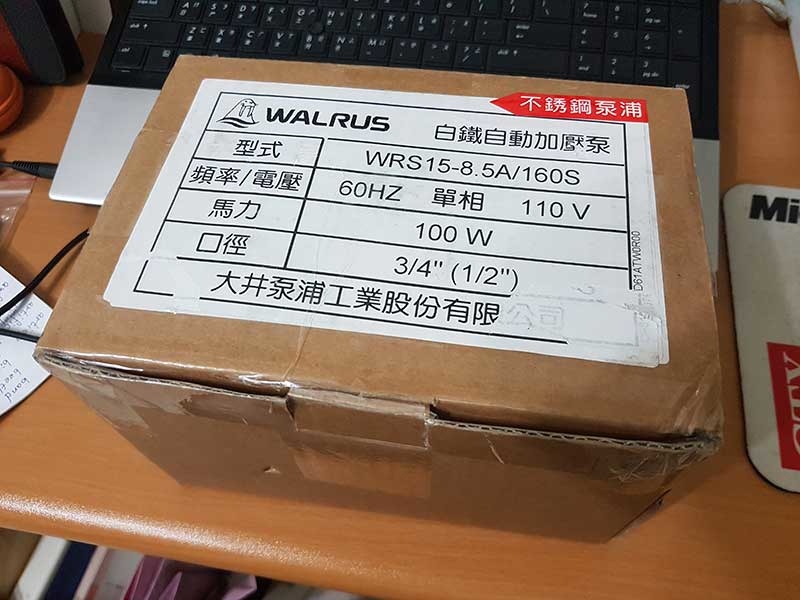 不銹鋼泵浦
WALRUS 白鐵自動加壓泵
型式 WRS15-8.5A/160S
頻率/電壓 60HZ 單相 110 V
馬力 100 W
口徑 3/4" (1/2")
大井泵浦工業股份有限公司
D61ATW0R00
Mi